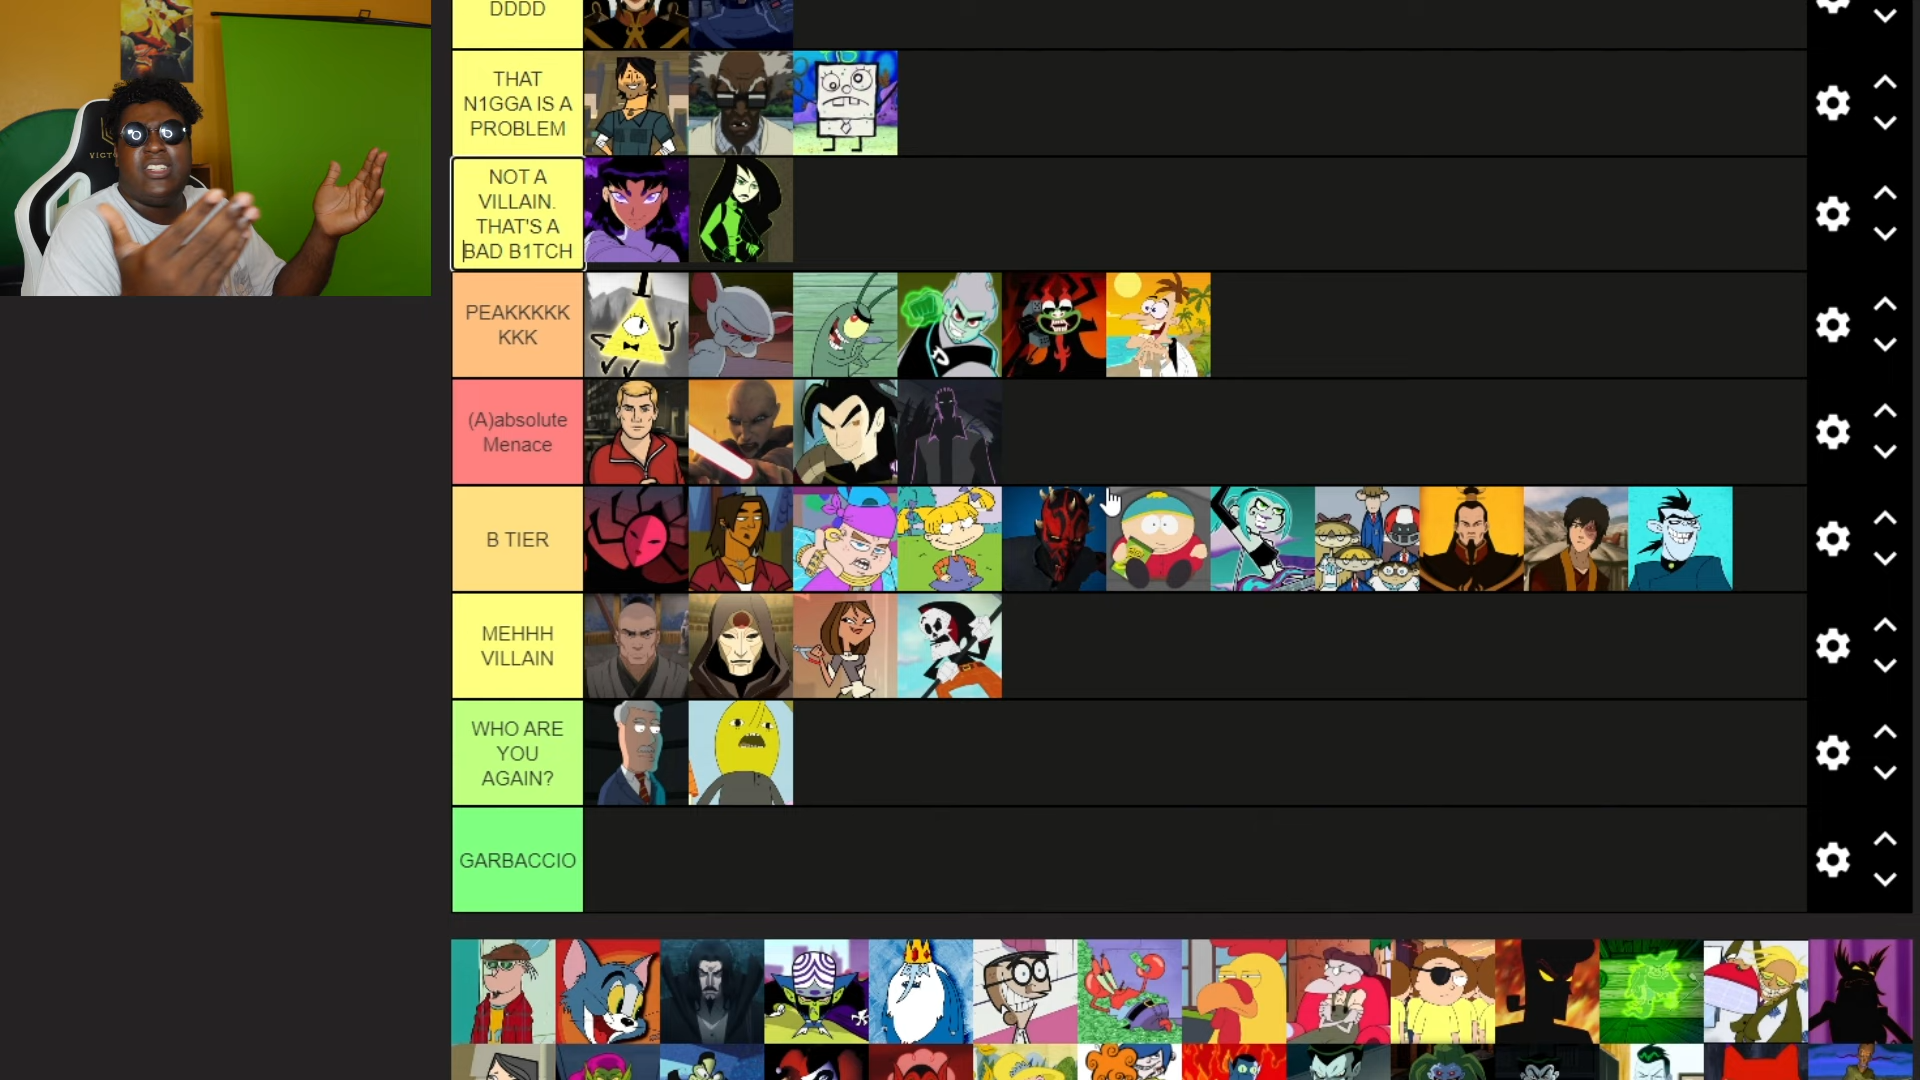 DDDD
THAT
N1GGA IS A
PROBLEM
NOT A
VILLAIN.
THAT'S A
BAD B1TCH
PEAKKKKK
KKK
(A)absolute
Menace
B TIER
MEHHH
VILLAIN
WHO ARE
YOU
AGAIN?
GARBACCIO